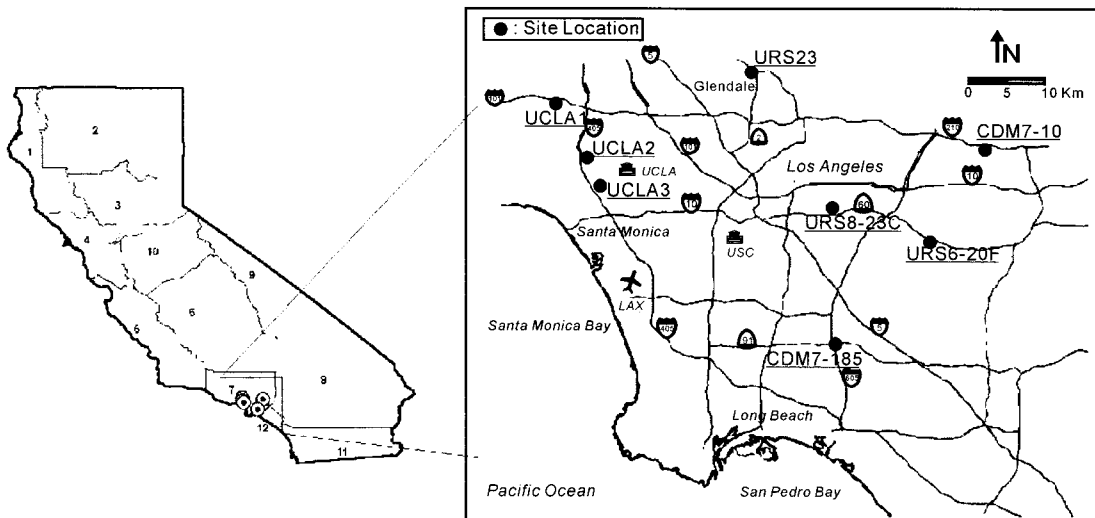 ● : Site Location
N
0 5 10 Km
5
URS23
Glendale
101
UCLA1
405
2
210
CDM7-10
101
UCLA2
UCLA
Los Angeles
10
UCLA3
10
60
URS8-23C
Santa Monica
USC
URS6-20F
LAX
Santa Monica Bay
405
91
5
CDM7-185
605
Long Beach
Pacific Ocean
San Pedro Bay
1
2
3
4
10
9
5
6
7
8
12
11